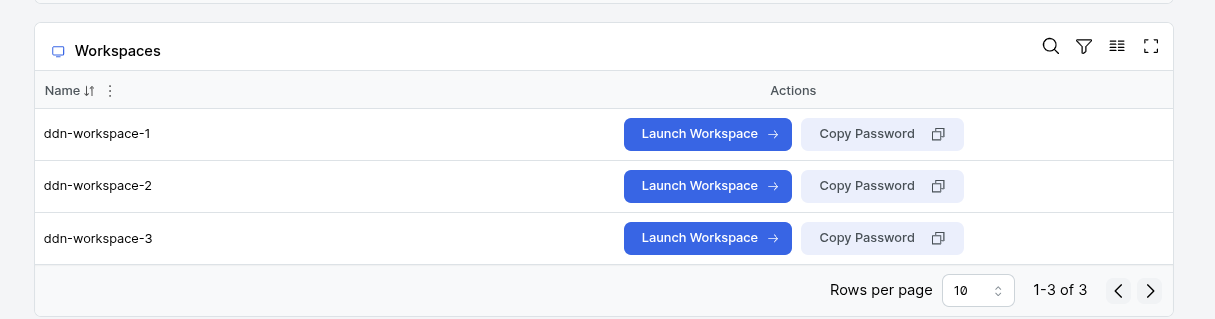 Workspaces
Name Actions
ddn-workspace-1 Launch Workspace Copy Password
ddn-workspace-2 Launch Workspace Copy Password
ddn-workspace-3 Launch Workspace Copy Password
Rows per page 10 1-3 of 3